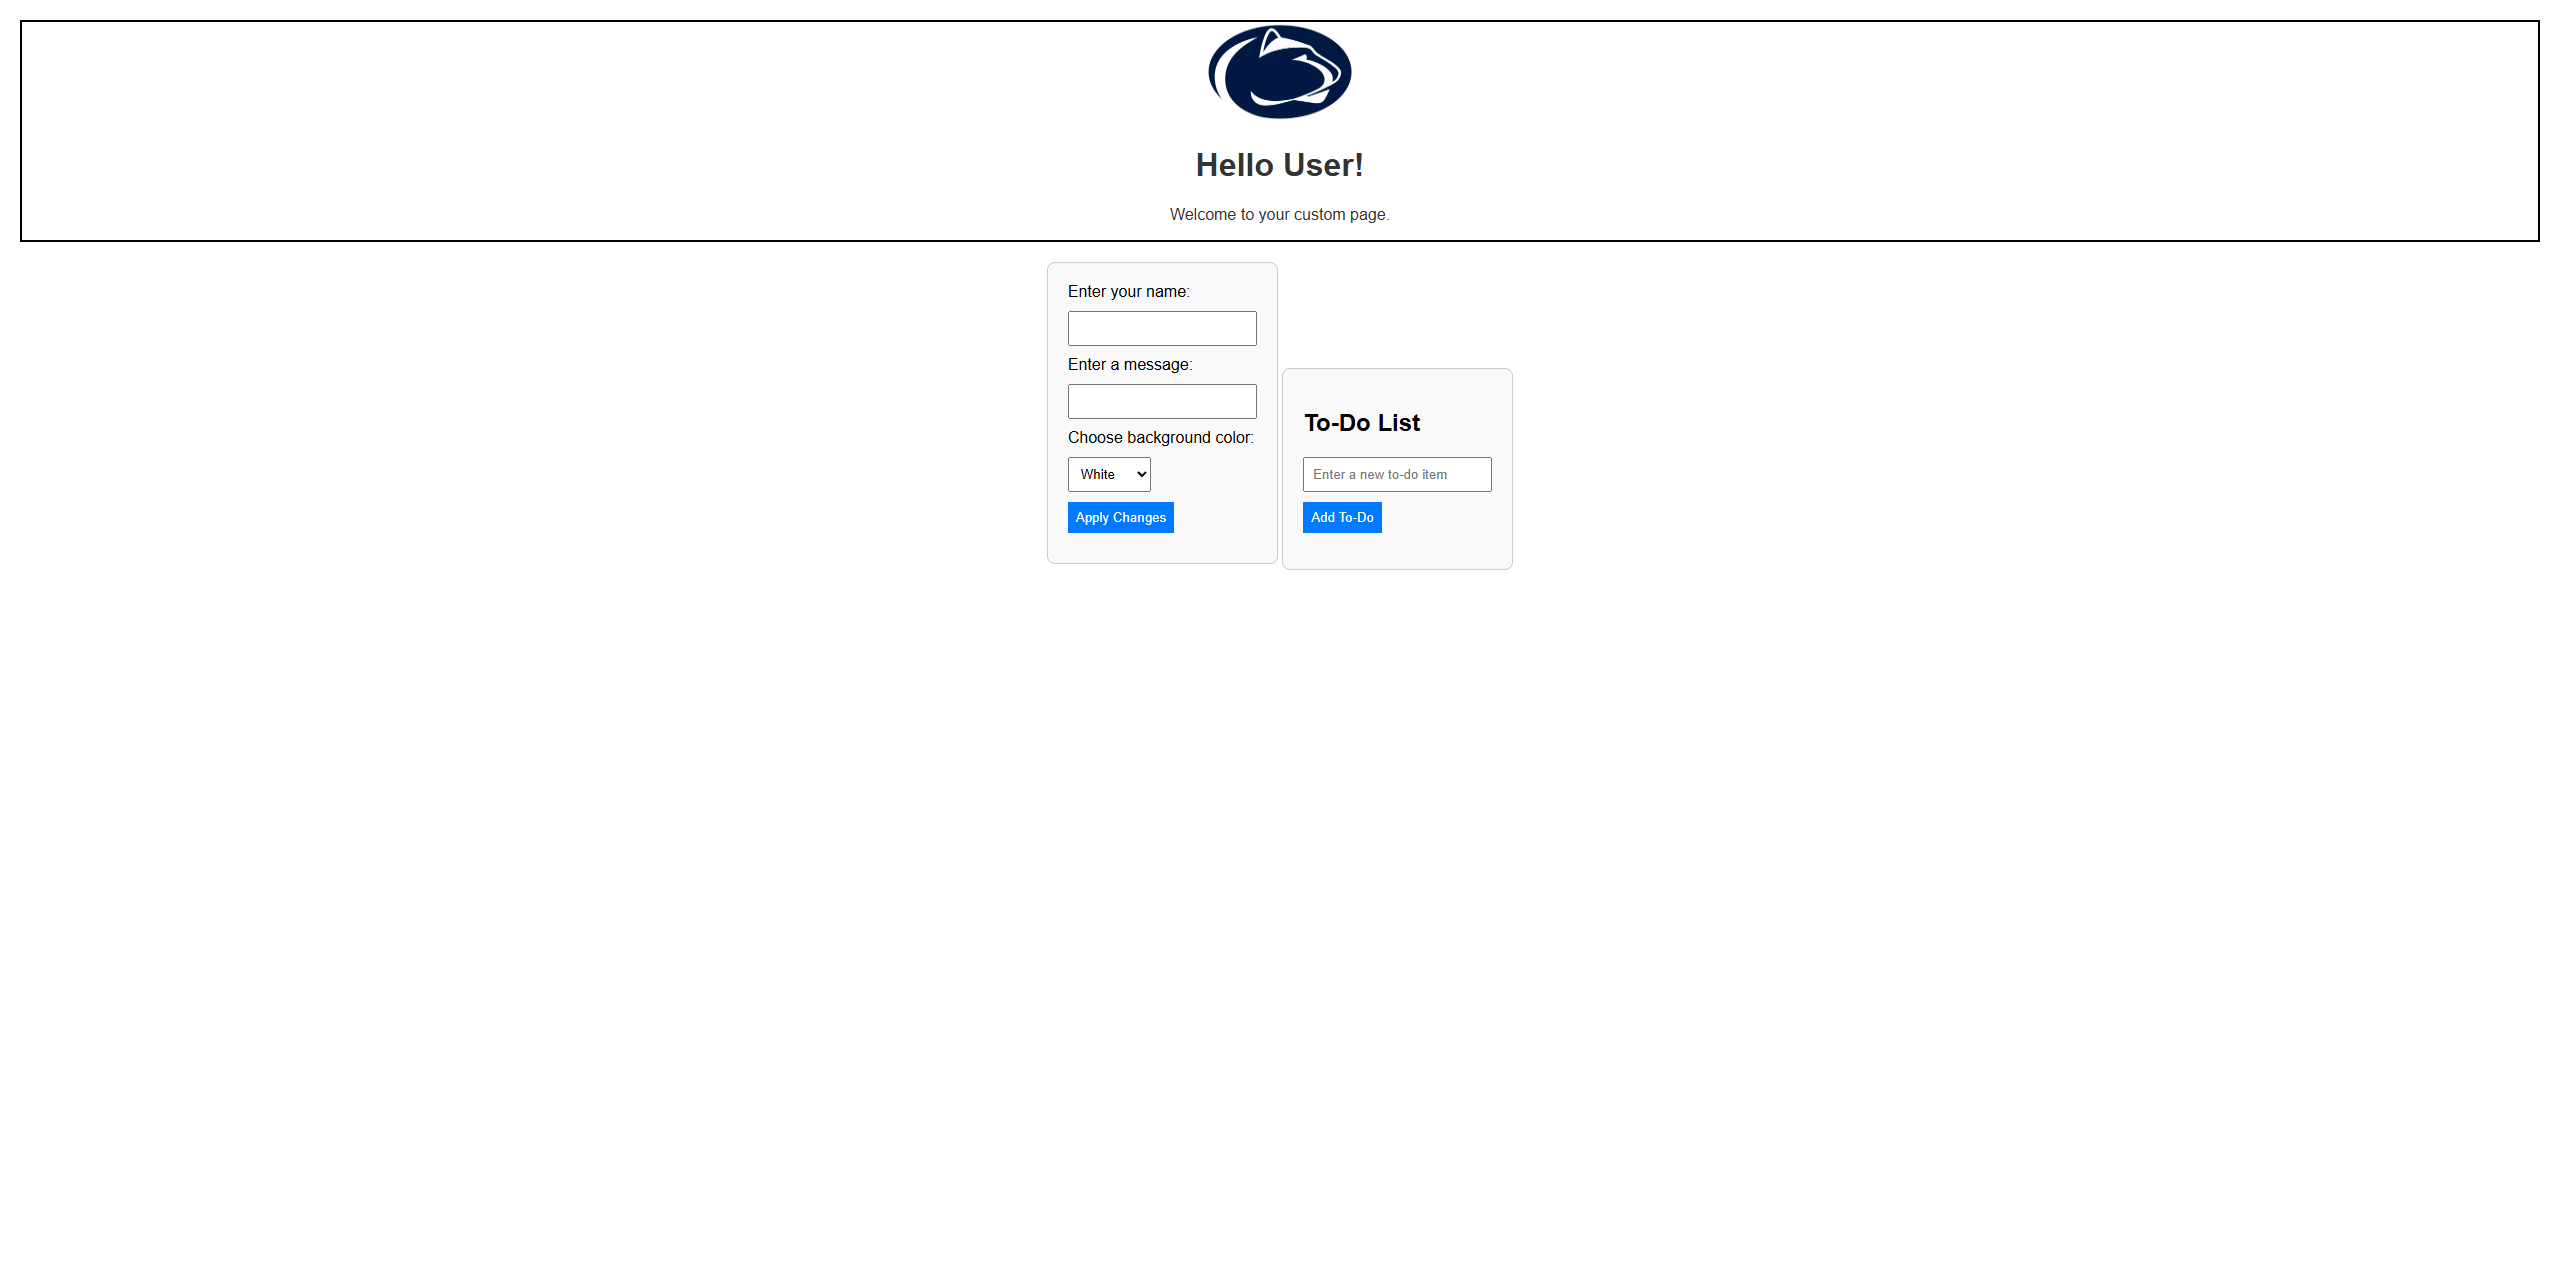 Hello User!
Welcome to your custom page.
Enter your name:
Enter a message:
Choose background color:
White
Apply Changes
To-Do List
Enter a new to-do item
Add To-Do